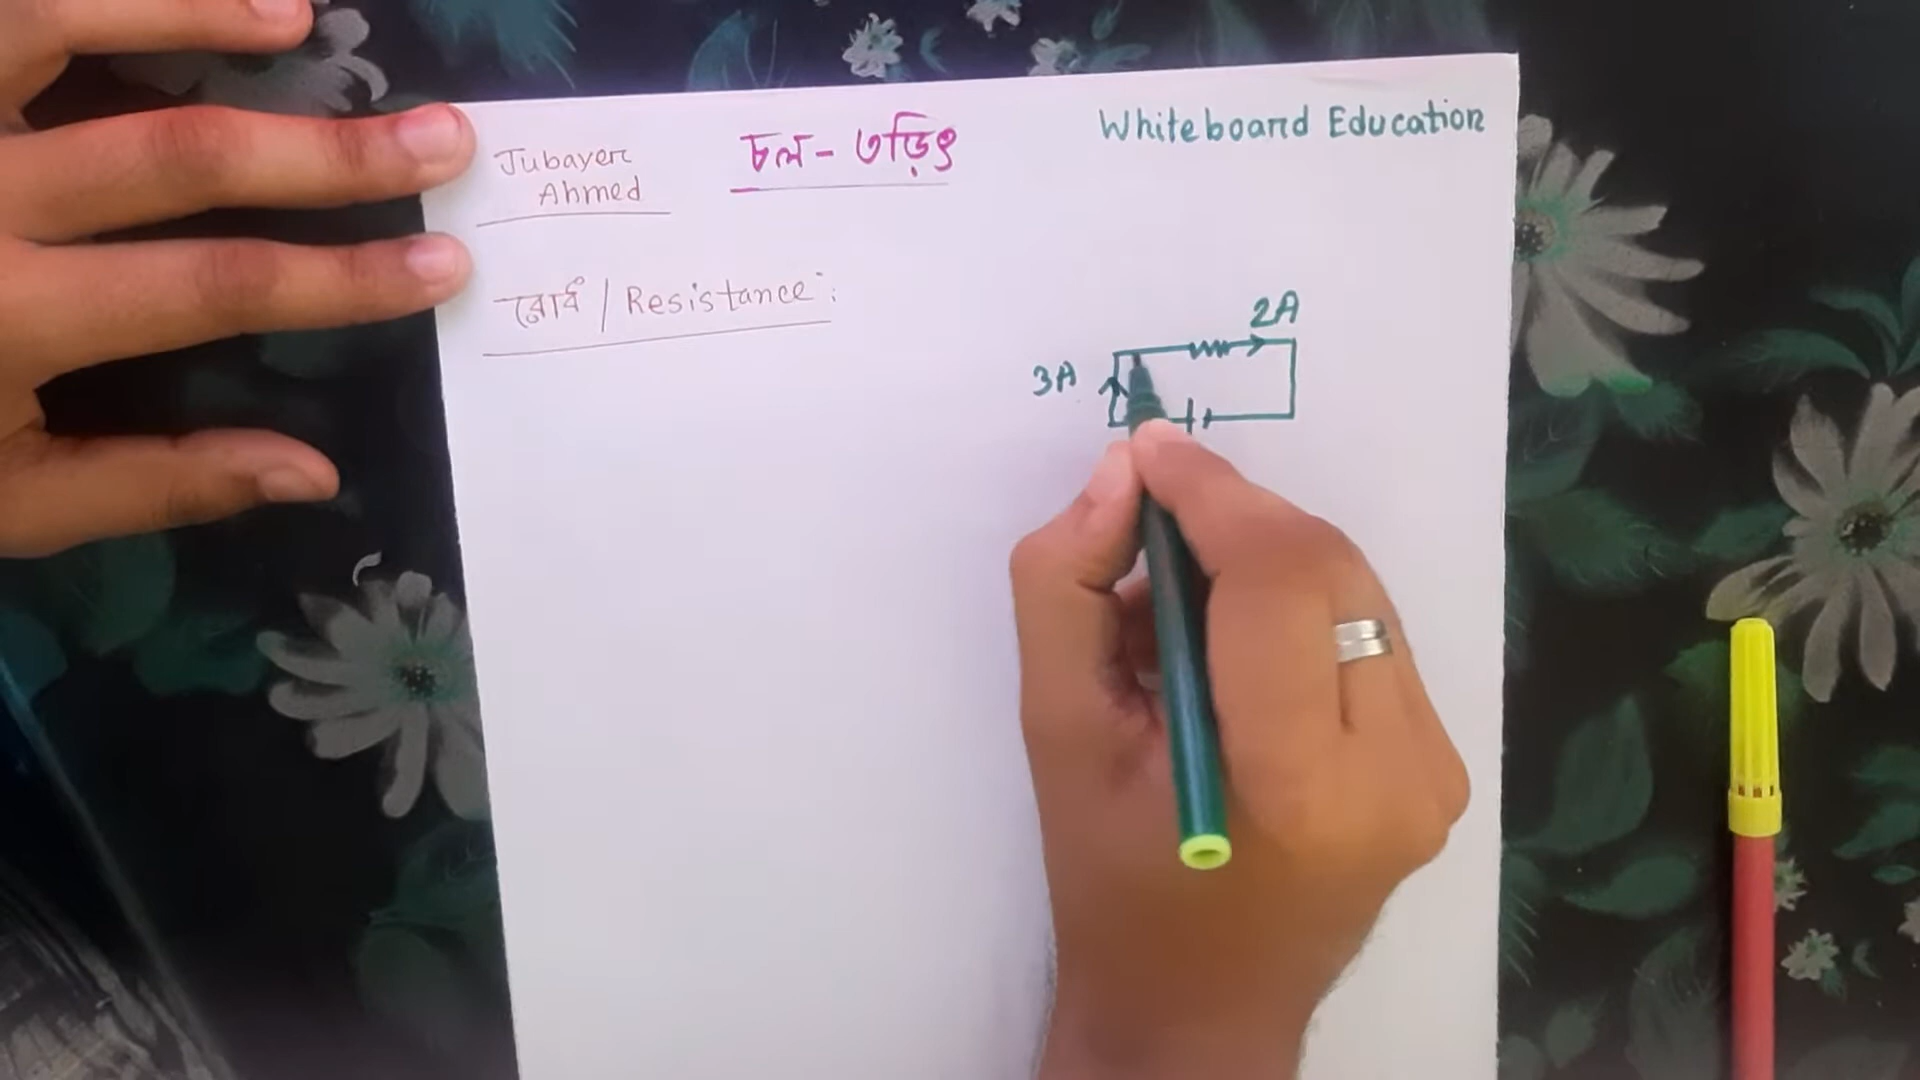 Jubayer
Ahmed
চল-তড়িৎ
Whiteboard Education
রোধ / Resistance :
2A
3A